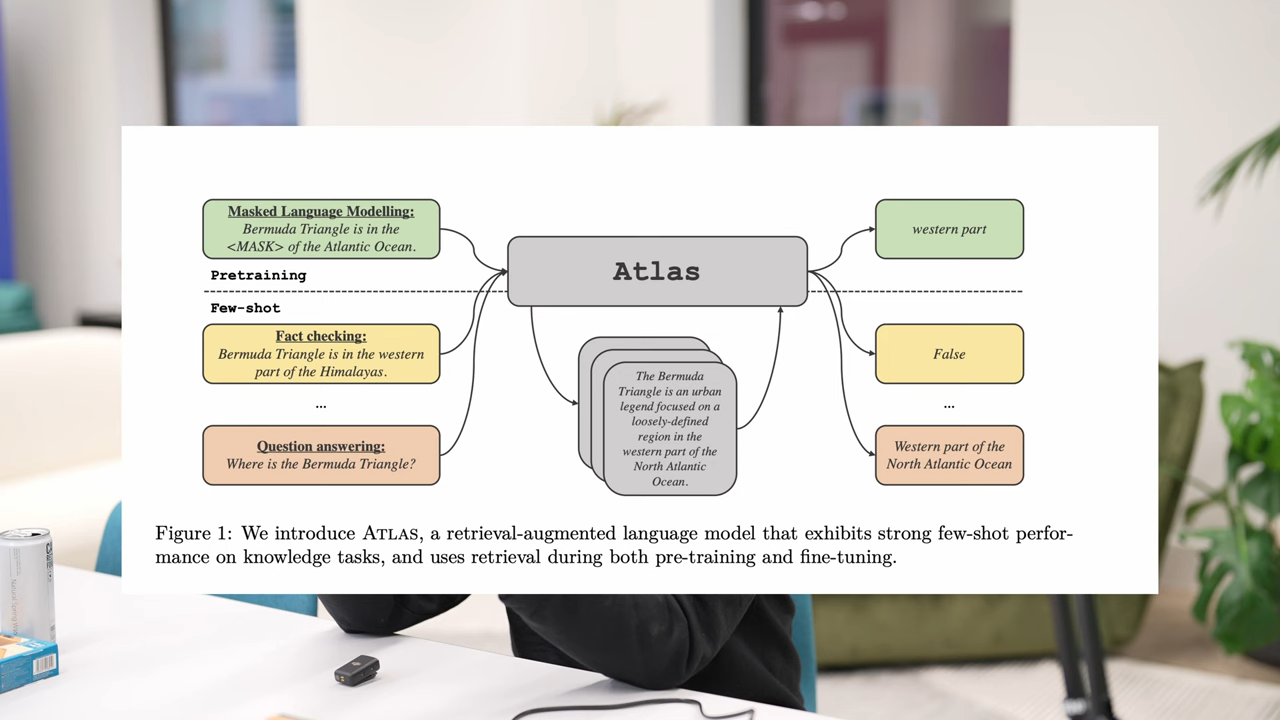 Masked Language Modelling:
Bermuda Triangle is in the
<MASK> of the Atlantic Ocean.
Pretraining
Few-shot
Fact checking:
Bermuda Triangle is in the western
part of the Himalayas.
...
Question answering:
Where is the Bermuda Triangle?
Atlas
The Bermuda
Triangle is an urban
legend focused on a
loosely-defined
region in the
western part of the
North Atlantic
Ocean.
western part
False
...
Western part of the
North Atlantic Ocean
Figure 1: We introduce ATLAS, a retrieval-augmented language model that exhibits strong few-shot perfor-
mance on knowledge tasks, and uses retrieval during both pre-training and fine-tuning.